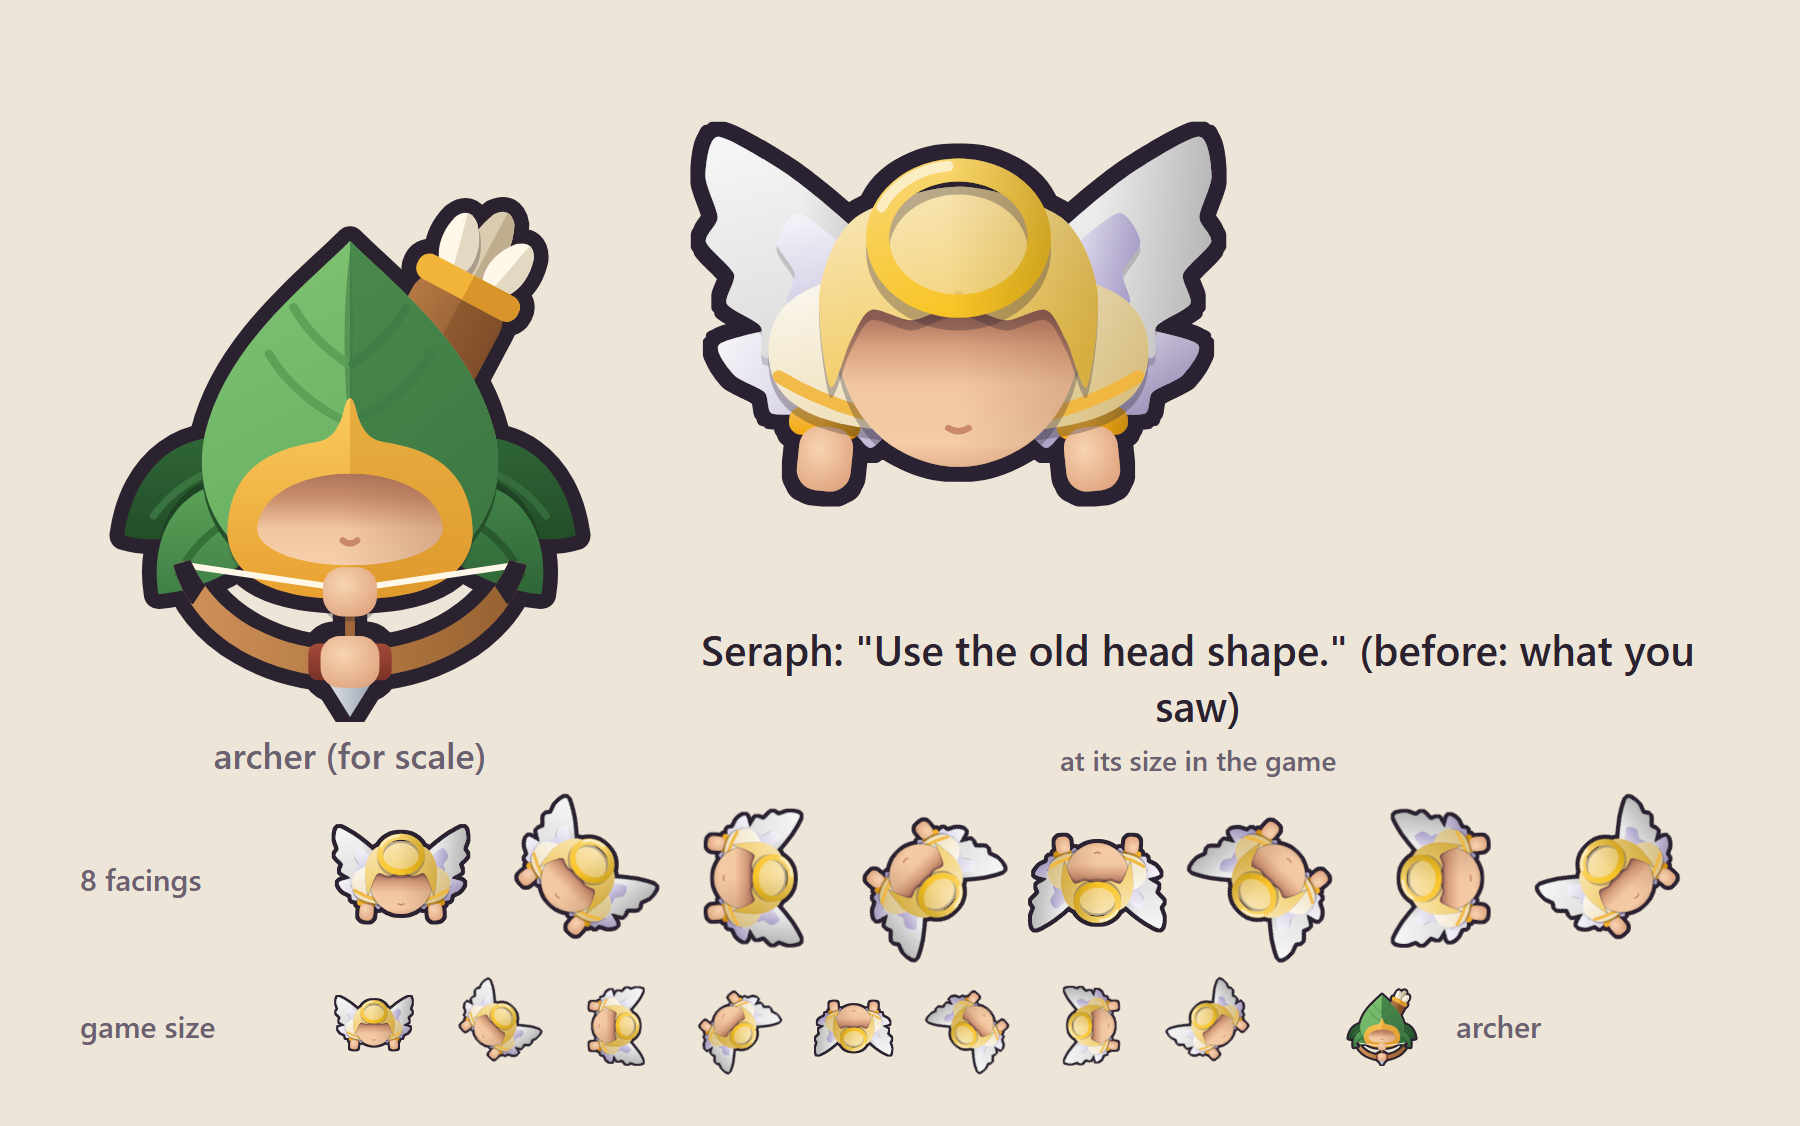 Seraph: "Use the old head shape." (before: what you
saw)
archer (for scale)
at its size in the game
8 facings
game size
archer